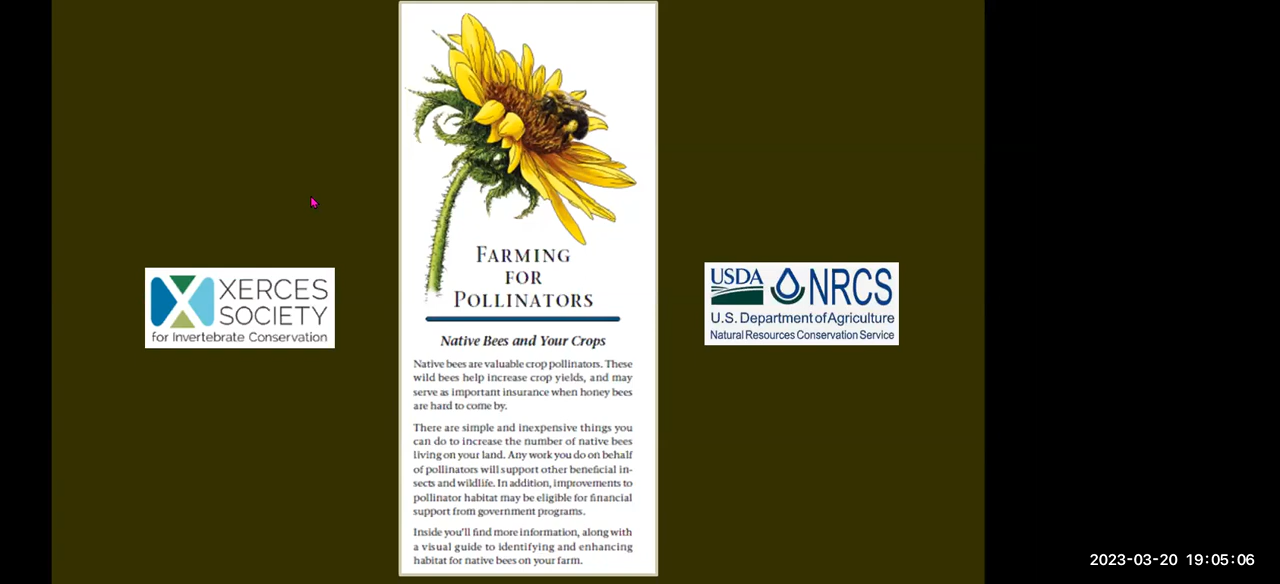 FARMING
FOR
POLLINATORS
Native Bees and Your Crops
Native bees are valuable crop pollinators. These
wild bees help increase crop yields, and may
serve as important insurance when honey bees
are hard to come by.
There are simple and inexpensive things you
can do to increase the number of native bees
living on your land. Any work you do on behalf
of pollinators will support other beneficial in-
sects and wildlife. In addition, improvements to
pollinator habitat may be eligible for financial
support from government programs.
Inside you'll find more information, along with
a visual guide to identifying and enhancing
habitat for native bees on your farm.
XERCES
SOCIETY
for Invertebrate Conservation
USDA NRCS
U.S. Department of Agriculture
Natural Resources Conservation Service
2023-03-20 19:05:06